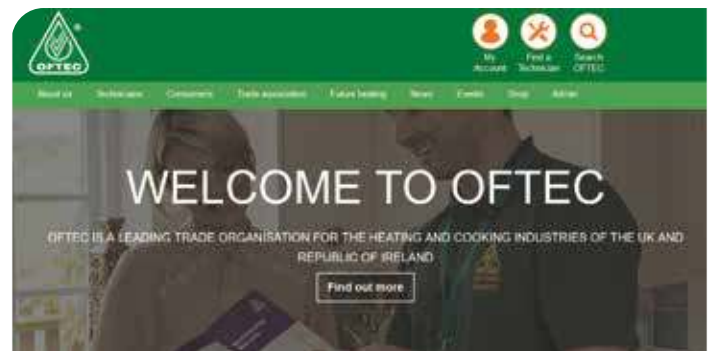 OFTEC
My Account
Find a Technician
Search OFTEC
About us Technicians Consumers Trade association Future heating News Events Shop Advice
WELCOME TO OFTEC
OFTEC IS A LEADING TRADE ORGANISATION FOR THE HEATING AND COOKING INDUSTRIES OF THE UK AND
REPUBLIC OF IRELAND
Find out more